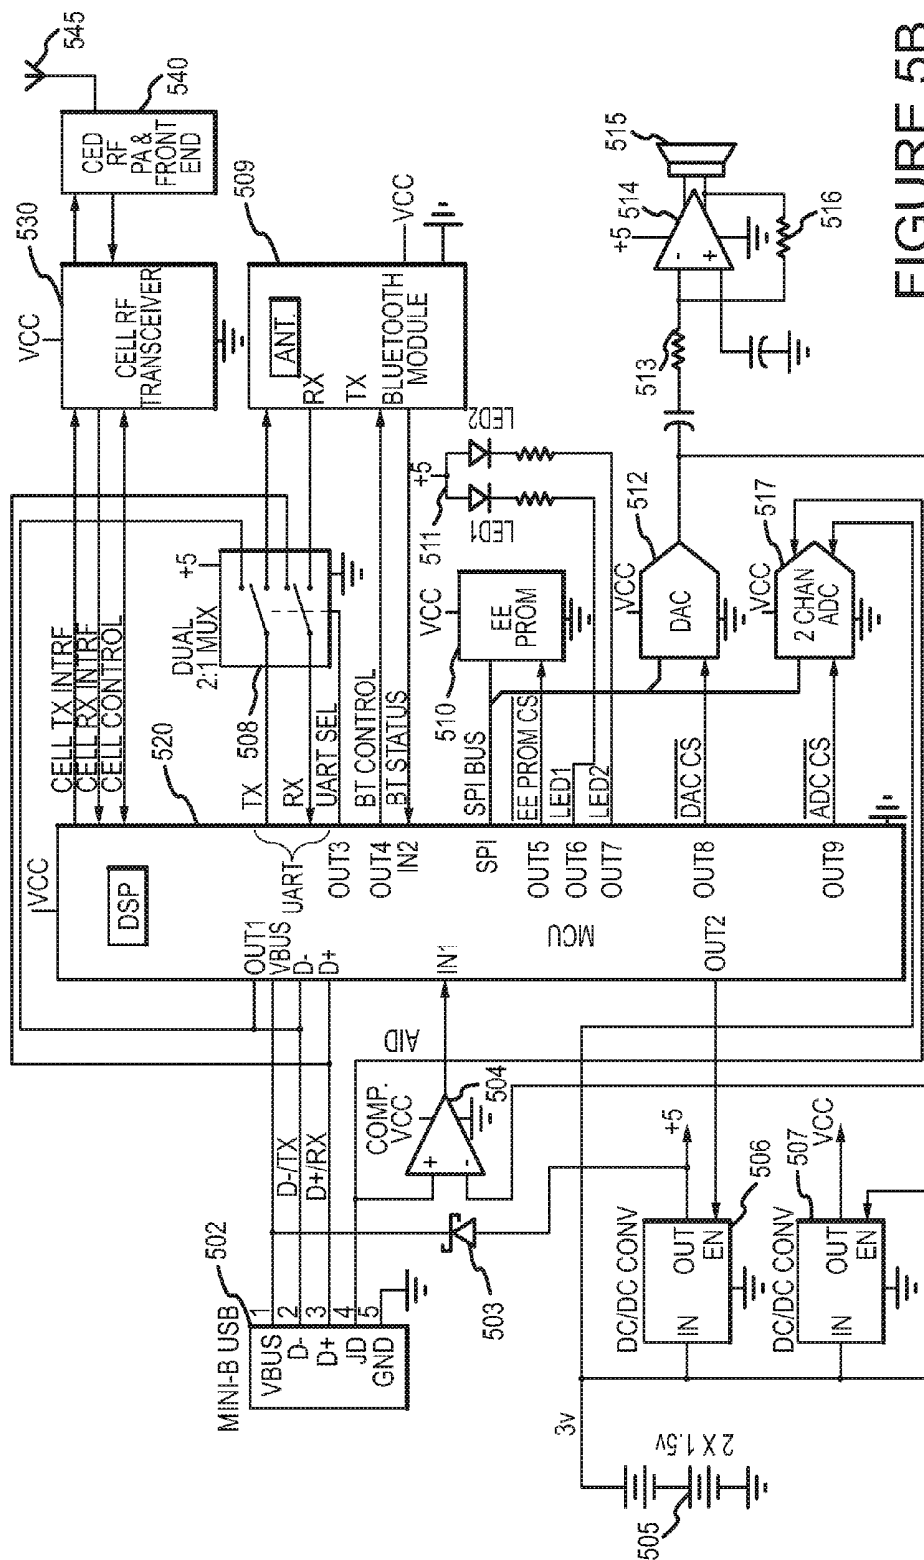 MINI-B USB
502
VBUS 1
D- 2
D+ 3
JD 4
GND 5
D-/TX
D+/RX
503
COMP.
VCC
+
-
504
AID
3v
2 X 1.5v
505
DC/DC CONV
IN
OUT
EN
506
+5
DC/DC CONV
IN
OUT
EN
507
VCC
VCC
DSP
520
MCU
OUT1
VBUS
D-
D+
IN1
OUT2
UART
OUT3
OUT4
IN2
SPI
OUT5
OUT6
OUT7
OUT8
OUT9
CELL TX INTRF
CELL RX INTRF
CELL CONTROL
TX
RX
UART SEL
BT CONTROL
BT STATUS
SPI BUS
EE PROM CS
LED1
LED2
DAC CS
ADC CS
DUAL
2:1 MUX
+5
508
VCC
530
CELL RF
TRANSCEIVER
CED
RF
PA &
FRONT
END
540
545
ANT.
RX
TX
BLUETOOTH
MODULE
509
VCC
VCC
EE
PROM
510
+5
511
LED1
LED2
VCC
DAC
512
VCC
2 CHAN
ADC
517
513
+5
-
+
514
515
516
FIGURE 5B